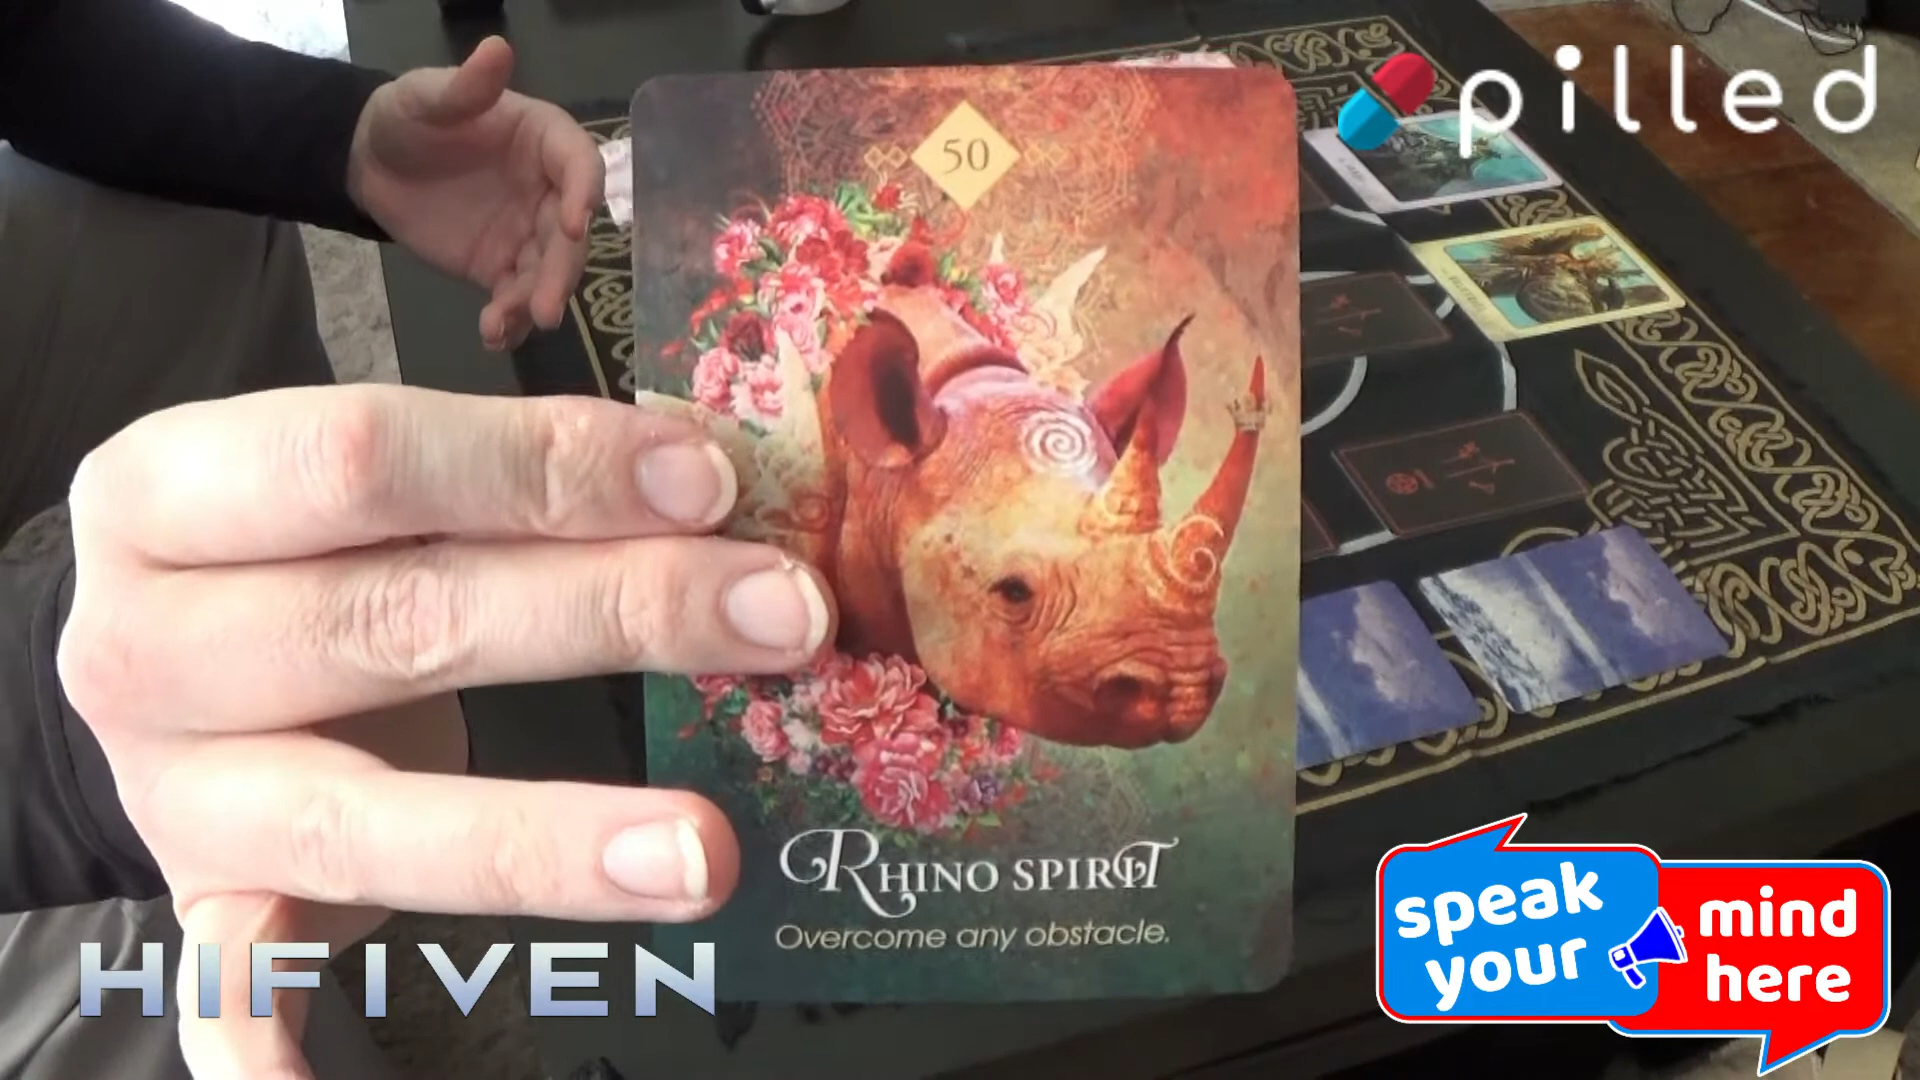 pilled
50
RHINO SPIRIT
Overcome any obstacle.
HIFIVEN
speak
your
mind
here